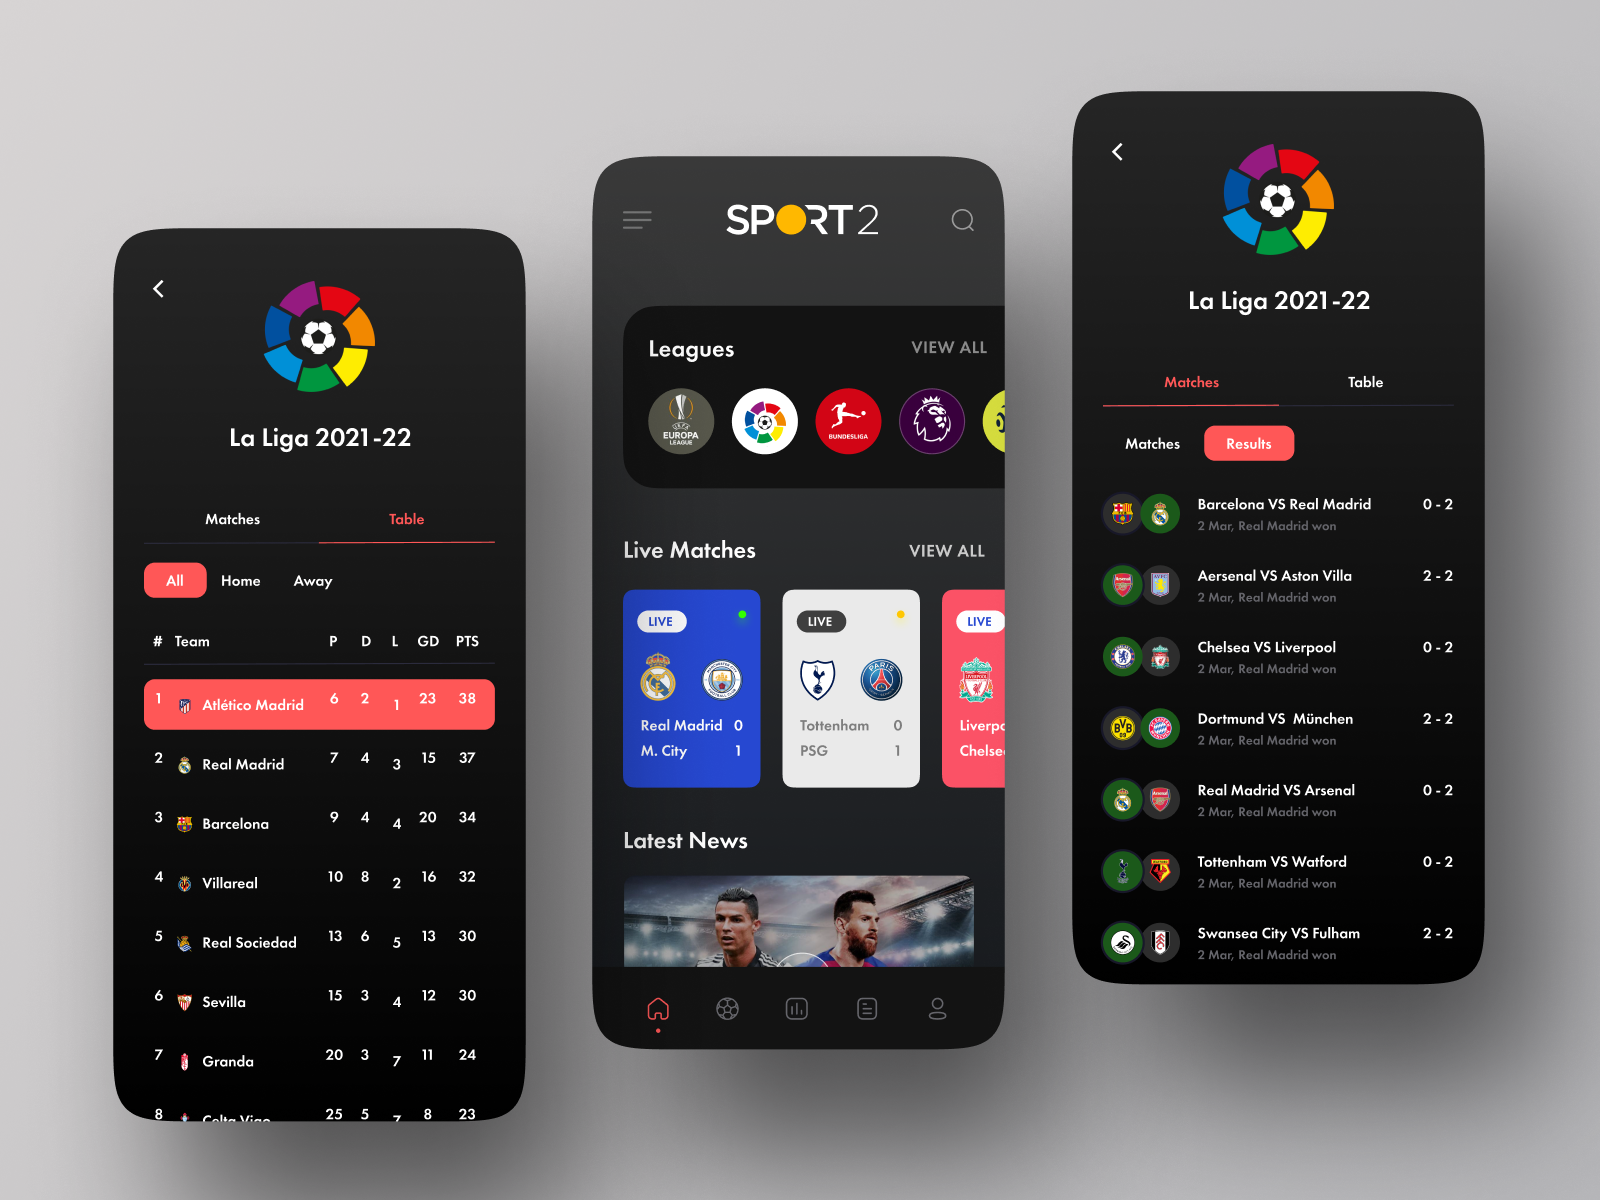 La Liga 2021-22
Matches Table
All Home Away
# Team P D L GD PTS
1 Atlético Madrid 6 2 1 23 38
2 Real Madrid 7 4 3 15 37
3 Barcelona 9 4 4 20 34
4 Villareal 10 8 2 16 32
5 Real Sociedad 13 6 5 13 30
6 Sevilla 15 3 4 12 30
7 Granda 20 3 7 11 24
8 Celta Vigo 25 5 7 8 23
SPORT 2
Leagues VIEW ALL
UEFA
EUROPA
LEAGUE
BUNDESLIGA
Live Matches VIEW ALL
LIVE
Real Madrid 0
M. City 1
LIVE
PARIS
Tottenham 0
PSG 1
LIVE
Liverpo
Chelse
Latest News
La Liga 2021-22
Matches Table
Matches Results
Barcelona VS Real Madrid 0 - 2
2 Mar, Real Madrid won
Aersenal VS Aston Villa 2 - 2
2 Mar, Real Madrid won
Chelsea VS Liverpool 0 - 2
2 Mar, Real Madrid won
BVB
09
Dortmund VS München 2 - 2
2 Mar, Real Madrid won
Real Madrid VS Arsenal 0 - 2
2 Mar, Real Madrid won
Tottenham VS Watford 0 - 2
2 Mar, Real Madrid won
Swansea City VS Fulham 2 - 2
2 Mar, Real Madrid won